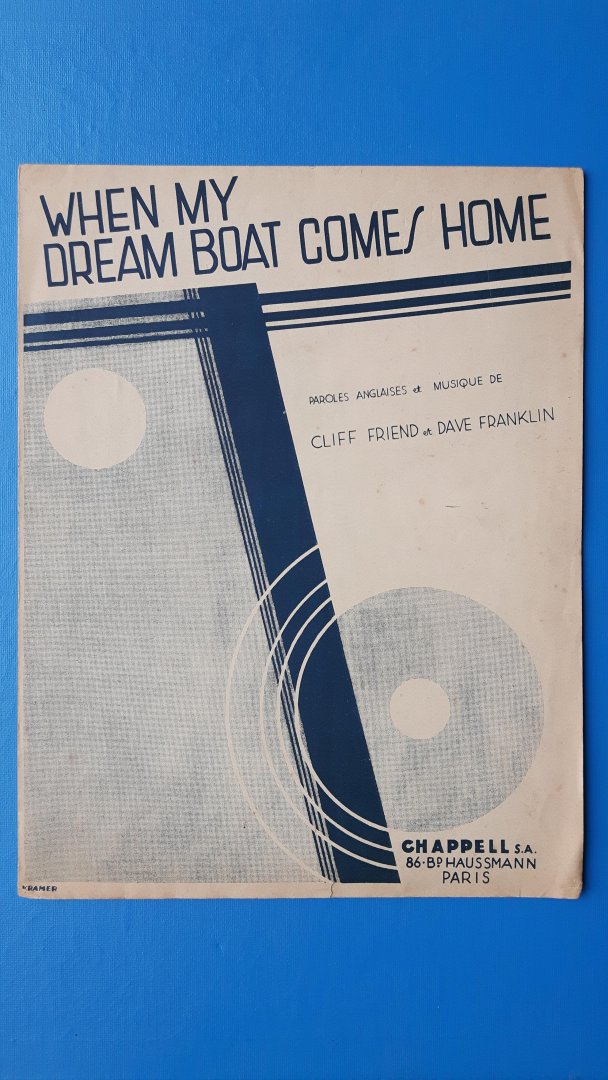 WHEN MY
DREAM BOAT COMES HOME
PAROLES ANGLAISES et MUSIQUE DE
CLIFF FRIEND et DAVE FRANKLIN
CHAPPELL S.A.
86·BD HAUSSMANN
PARIS
KRAMER